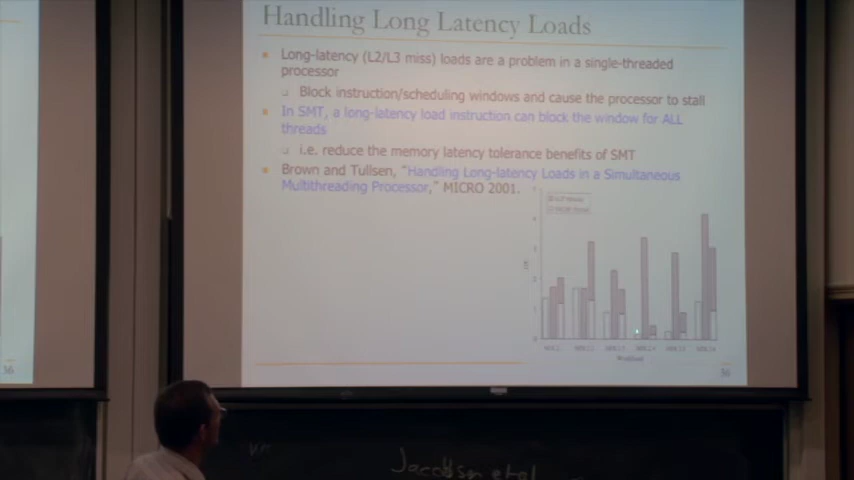 Handling Long Latency Loads
Long-latency (L2/L3 miss) loads are a problem in a single-threaded
processor
Block instruction/scheduling windows and cause the processor to stall
In SMT, a long-latency load instruction can block the window for ALL
threads
i.e. reduce the memory latency tolerance benefits of SMT
Brown and Tullsen, "Handling Long-latency Loads in a Simultaneous
Multithreading Processor," MICRO 2001.
Workload
36
36
et al